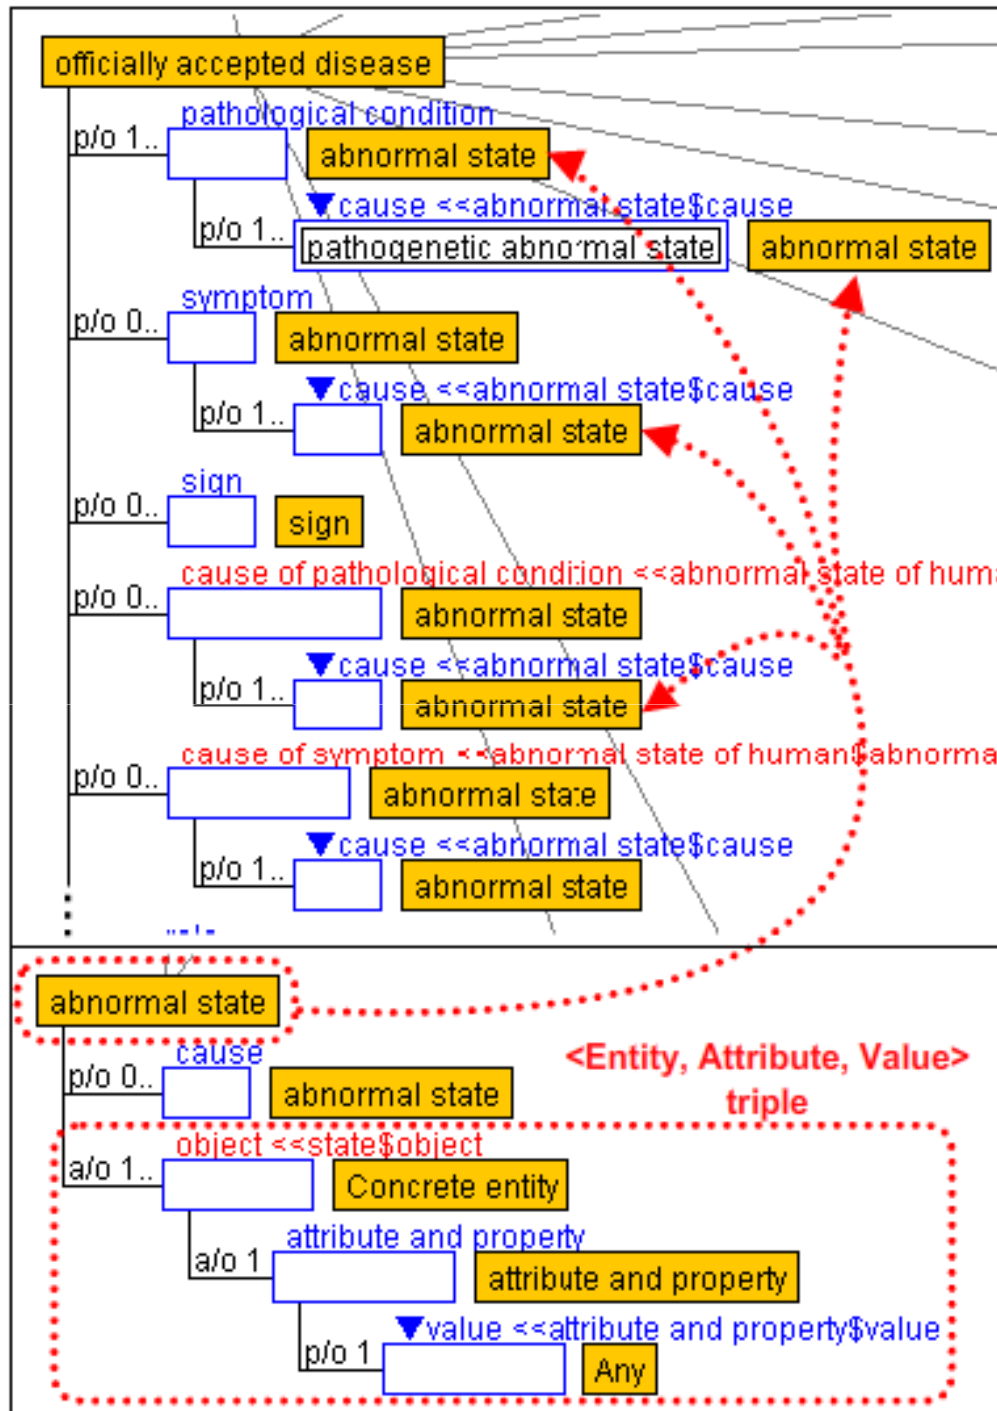 officially accepted disease
pathological condition
p/o 1..
abnormal state
▼cause <<abnormal state$cause
p/o 1..
pathogenetic abnormal state
abnormal state
symptom
p/o 0..
abnormal state
▼cause <<abnormal state$cause
p/o 1..
abnormal state
sign
p/o 0..
sign
cause of pathological condition <<abnormal state of huma
p/o 0..
abnormal state
▼cause <<abnormal state$cause
p/o 1..
abnormal state
cause of symptom <<abnormal state of human$abnorma
p/o 0..
abnormal state
▼cause <<abnormal state$cause
p/o 1..
abnormal state
abnormal state
cause
p/o 0..
abnormal state
<Entity, Attribute, Value>
triple
object <<state$object
a/o 1..
Concrete entity
attribute and property
a/o 1
attribute and property
▼value <<attribute and property$value
p/o 1
Any